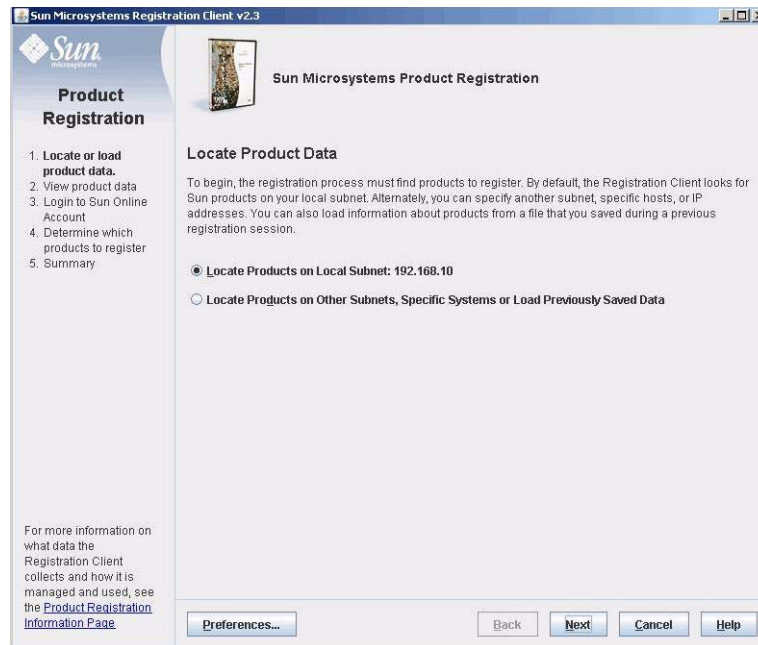 Sun Microsystems Registration Client v2.3
Sun
microsystems
Product
Registration
1. Locate or load
product data.
2. View product data
3. Login to Sun Online
Account
4. Determine which
products to register
5. Summary
For more information on
what data the
Registration Client
collects and how it is
managed and used, see
the Product Registration
Information Page
Sun Microsystems Product Registration
Locate Product Data
To begin, the registration process must find products to register. By default, the Registration Client looks for
Sun products on your local subnet. Alternately, you can specify another subnet, specific hosts, or IP
addresses. You can also load information about products from a file that you saved during a previous
registration session.
Locate Products on Local Subnet: 192.168.10
Locate Products on Other Subnets, Specific Systems or Load Previously Saved Data
Preferences...
Back
Next
Cancel
Help